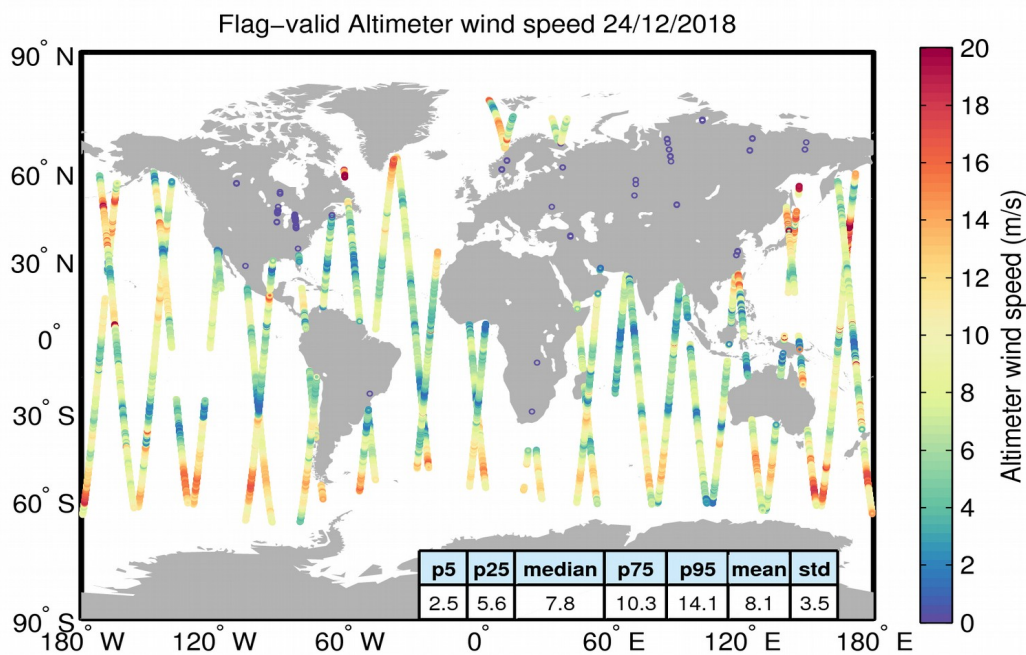 Flag−valid Altimeter wind speed 24/12/2018
90° N
60° N
30° N
0°
30° S
60° S
90° S
180° W
120° W
60° W
0°
60° E
120° E
180° E
p5 p25 median p75 p95 mean std
2.5 5.6 7.8 10.3 14.1 8.1 3.5
20
18
16
14
12
10
8
6
4
2
0
Altimeter wind speed (m/s)